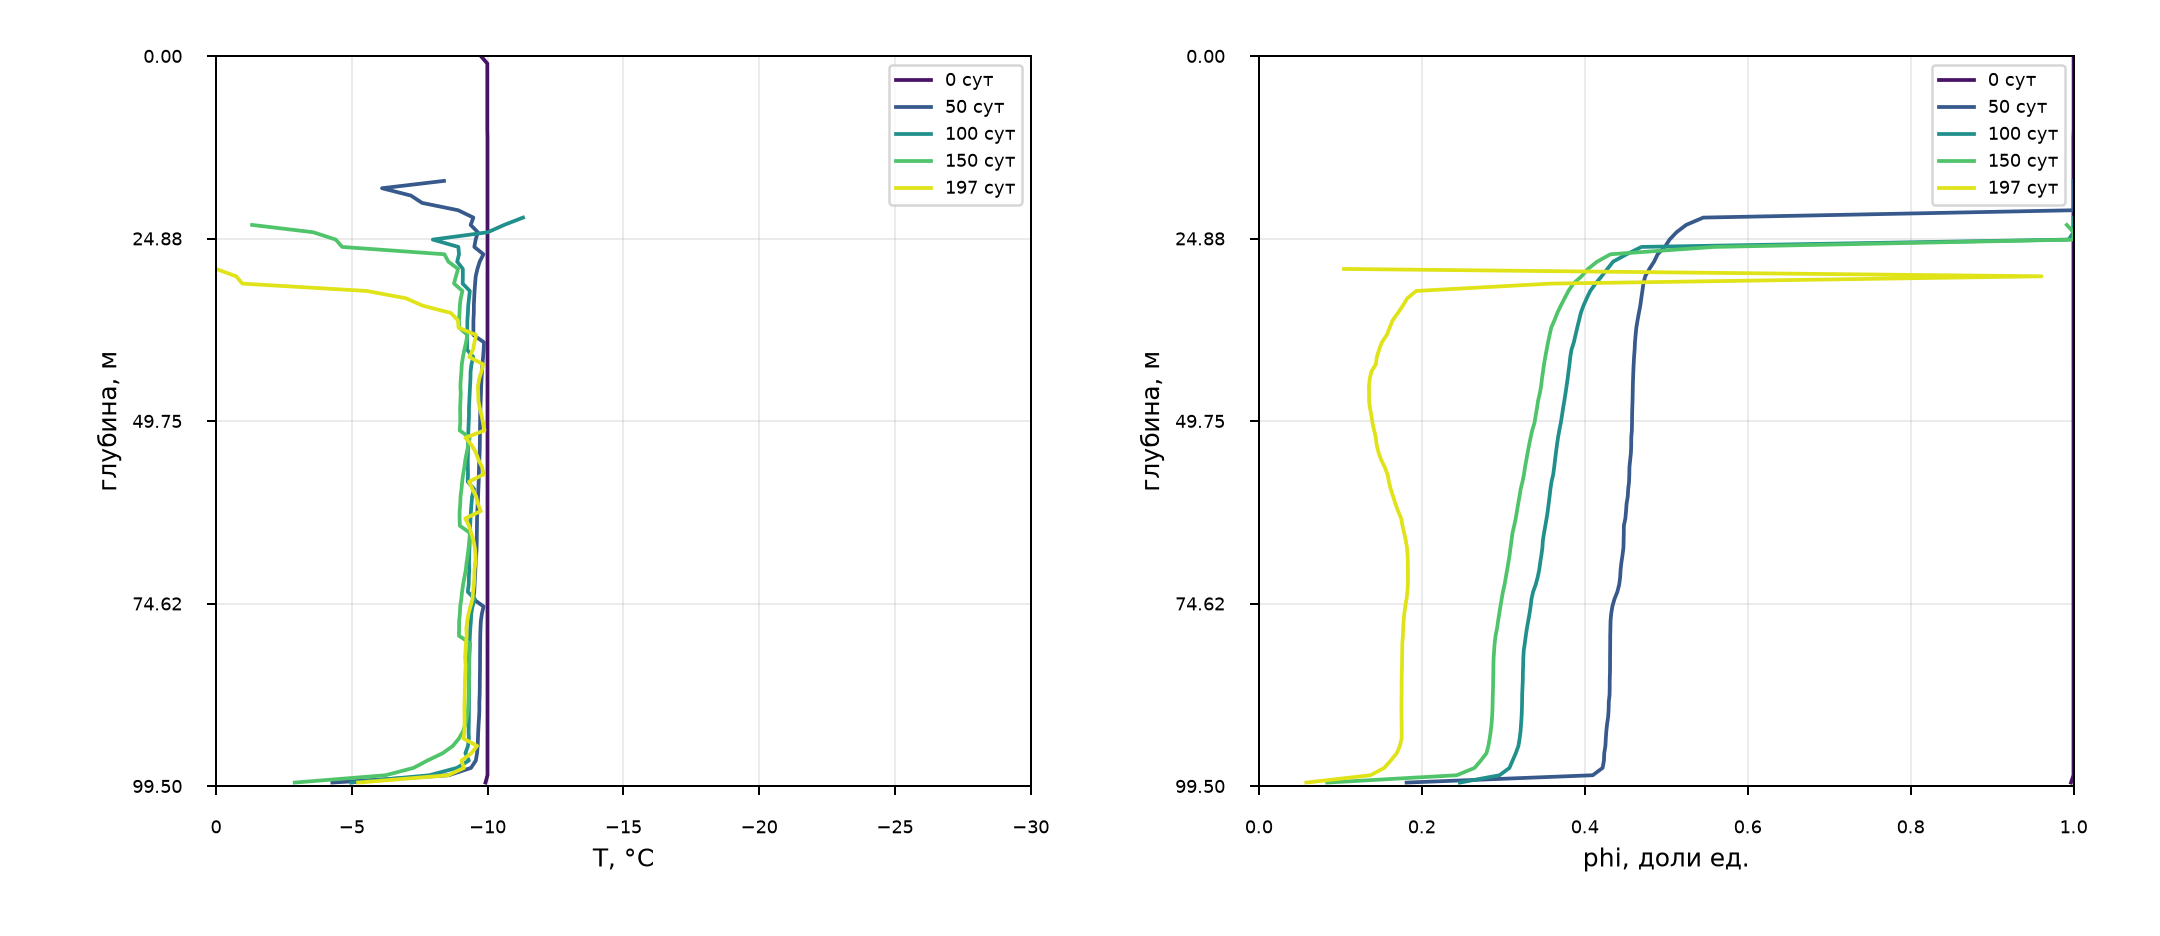 0.00
24.88
49.75
74.62
99.50
глубина, м
0 −5 −10 −15 −20 −25 −30
T, °C
0 сут
50 сут
100 сут
150 сут
197 сут
0.00
24.88
49.75
74.62
99.50
глубина, м
0.0 0.2 0.4 0.6 0.8 1.0
phi, доли ед.
0 сут
50 сут
100 сут
150 сут
197 сут